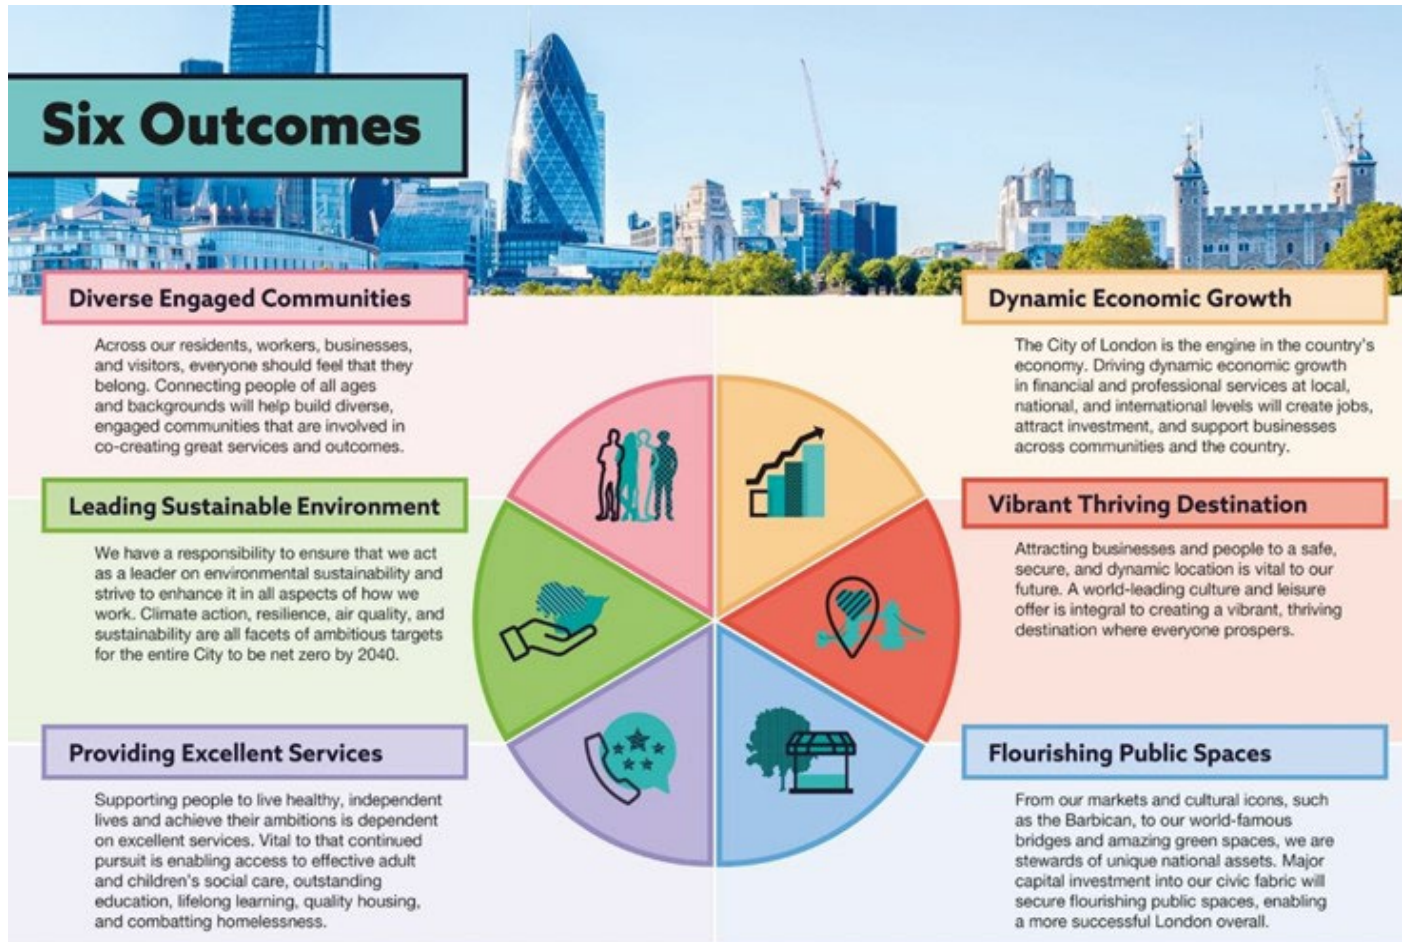 Six Outcomes
Diverse Engaged Communities
Across our residents, workers, businesses,
and visitors, everyone should feel that they
belong. Connecting people of all ages
and backgrounds will help build diverse,
engaged communities that are involved in
co-creating great services and outcomes.
Leading Sustainable Environment
We have a responsibility to ensure that we act
as a leader on environmental sustainability and
strive to enhance it in all aspects of how we
work. Climate action, resilience, air quality, and
sustainability are all facets of ambitious targets
for the entire City to be net zero by 2040.
Providing Excellent Services
Supporting people to live healthy, independent
lives and achieve their ambitions is dependent
on excellent services. Vital to that continued
pursuit is enabling access to effective adult
and children's social care, outstanding
education, lifelong learning, quality housing,
and combatting homelessness.
Dynamic Economic Growth
The City of London is the engine in the country's
economy. Driving dynamic economic growth
in financial and professional services at local,
national, and international levels will create jobs,
attract investment, and support businesses
across communities and the country.
Vibrant Thriving Destination
Attracting businesses and people to a safe,
secure, and dynamic location is vital to our
future. A world-leading culture and leisure
offer is integral to creating a vibrant, thriving
destination where everyone prospers.
Flourishing Public Spaces
From our markets and cultural icons, such
as the Barbican, to our world-famous
bridges and amazing green spaces, we are
stewards of unique national assets. Major
capital investment into our civic fabric will
secure flourishing public spaces, enabling
a more successful London overall.